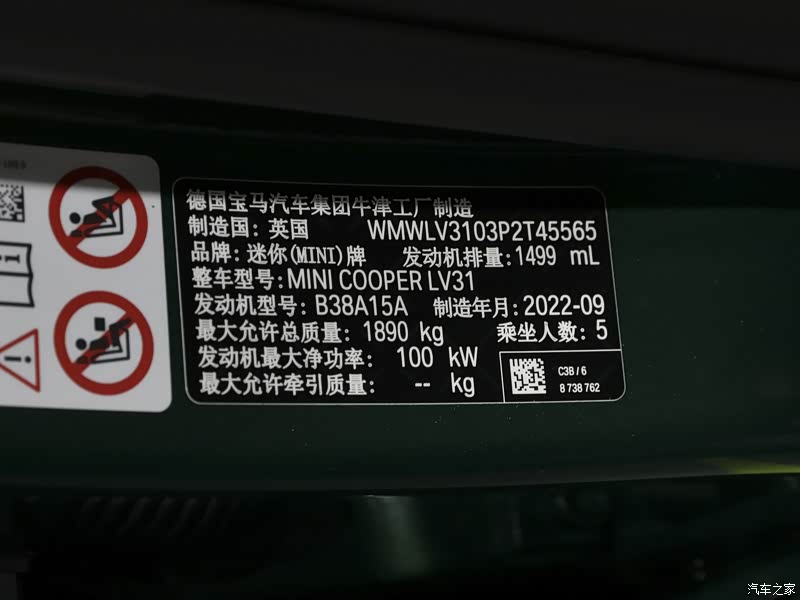 德国宝马汽车集团牛津工厂制造
制造国: 英国 WMWLV3103P2T45565
品牌: 迷你(MINI)牌 发动机排量: 1499 mL
整车型号: MINI COOPER LV31
发动机型号: B38A15A 制造年月: 2022-09
最大允许总质量: 1890 kg 乘坐人数: 5
发动机最大净功率: 100 kW
最大允许牵引质量: -- kg
C3B / 6
8 738 762
汽车之家